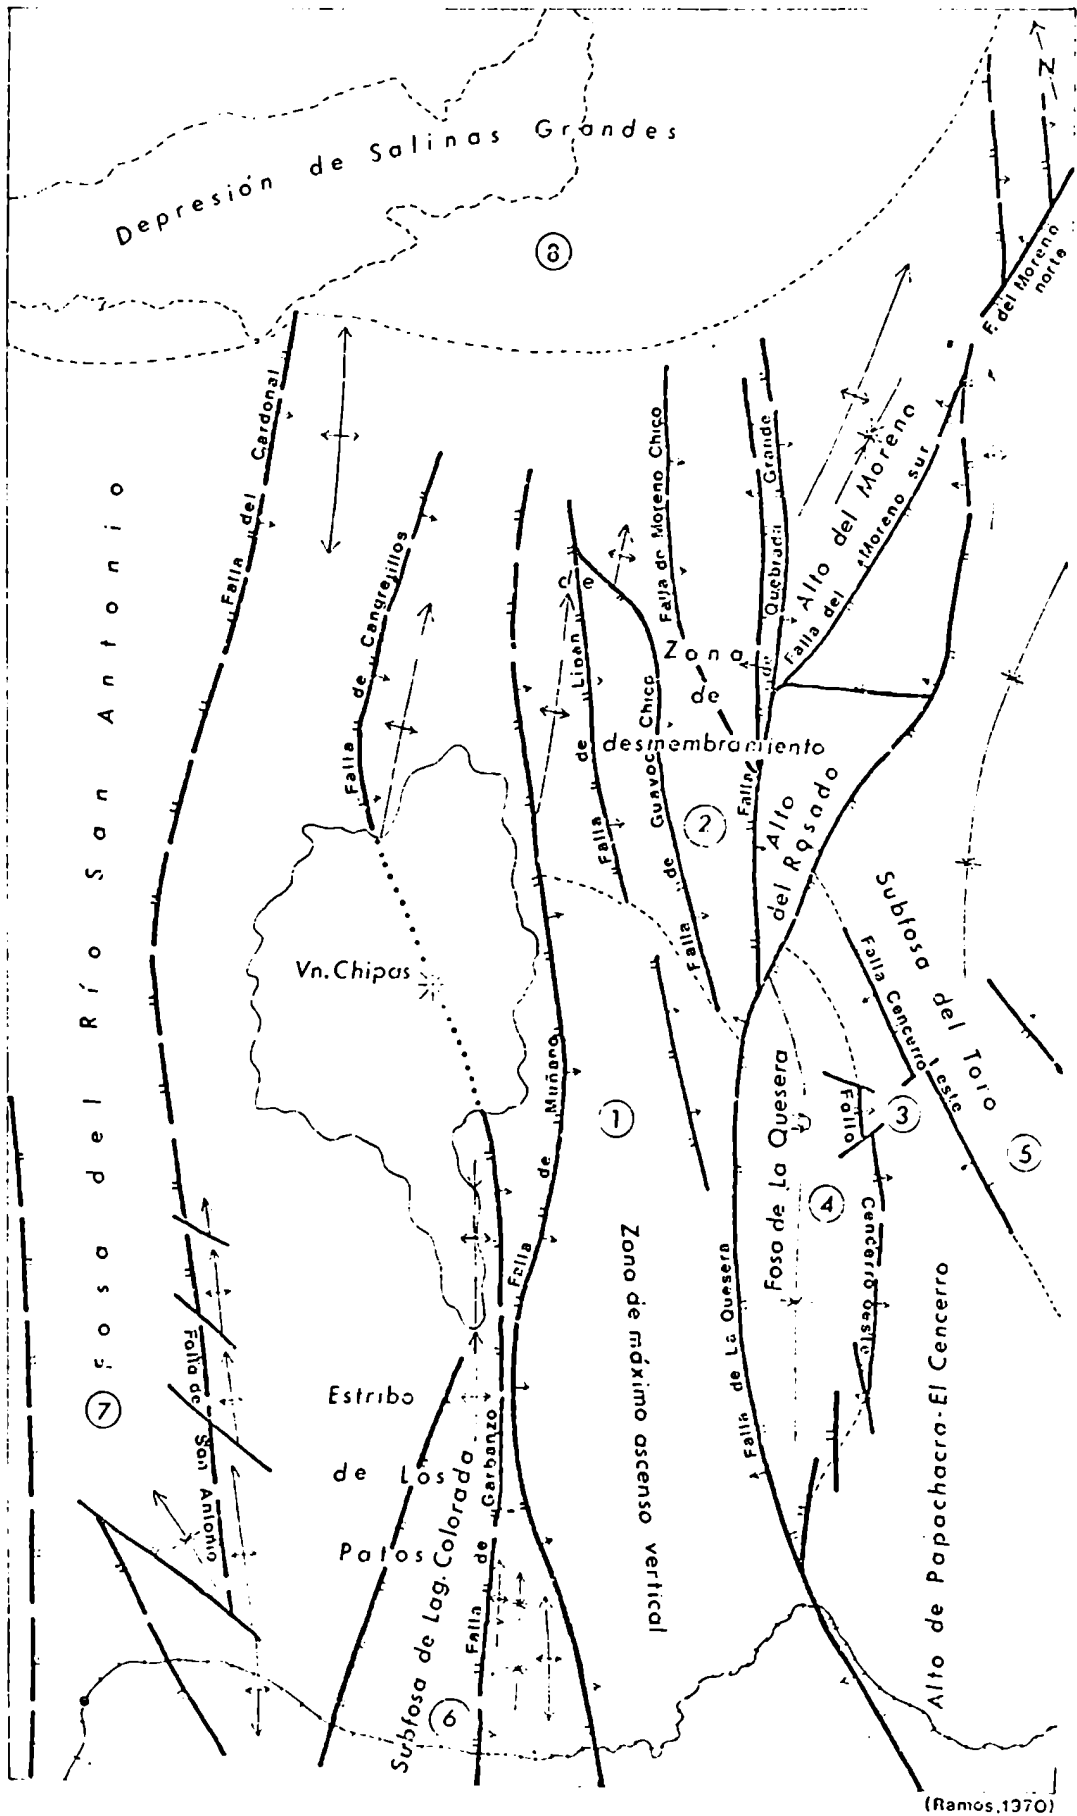 N
Depresión de Salinas Grandes
8
F. del Moreno
norte
Falla del Cardonal
Falla de Cangrejillos
Falla de Moreno Chico
Falla de Quebrada Grande
Alto del Moreno
Falla del Moreno sur
Falla de Lipan
Falla de Guayoc Chico
Zona
de
desmembramiento
de
2
Alto
del Rosado
Fosa del Río San Antonio
7
Vn. Chipas
Falla de Muñano
1
Zona de máximo ascenso vertical
Subfosa del Toro
5
Falla Cencerro Leste
3
Falla Cencerro Oeste
4
Fosa de La Quesera
Falla de La Quesera
Alto de Papachacra-El Cencerro
Falla de San Antonio
Estribo
de Los
Patos
Subfosa de Lag. Colorada
6
Falla de Garbanzo
(Ramos, 1970)